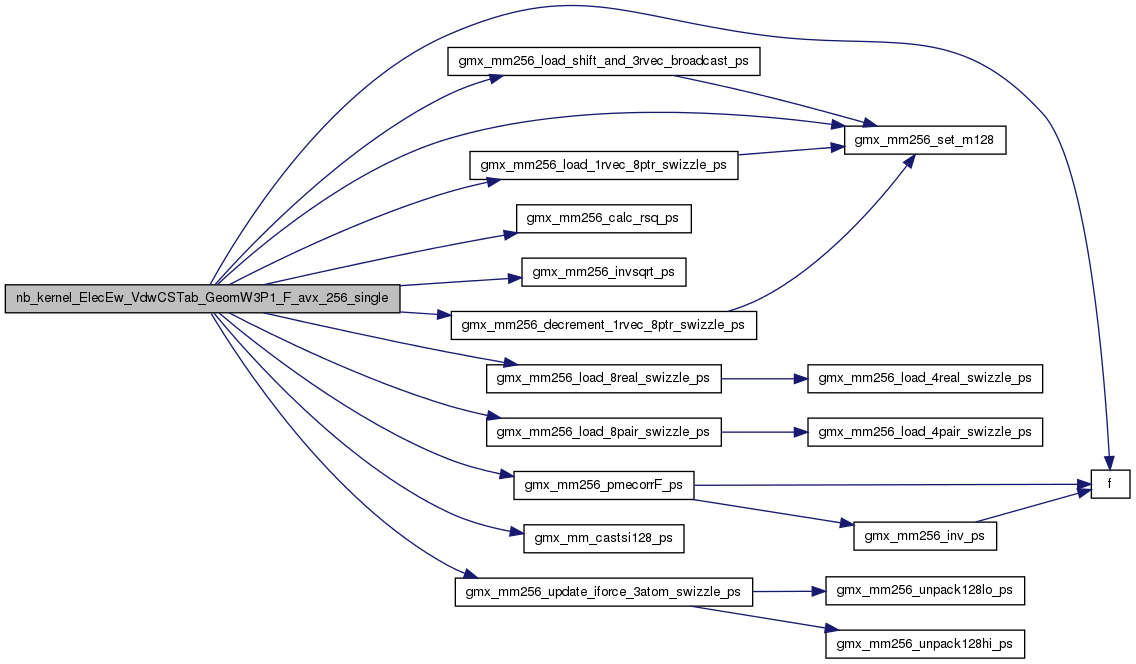 gmx_mm256_load_shift_and_3rvec_broadcast_ps
gmx_mm256_set_m128
gmx_mm256_load_1rvec_8ptr_swizzle_ps
gmx_mm256_calc_rsq_ps
gmx_mm256_invsqrt_ps
nb_kernel_ElecEw_VdwCSTab_GeomW3P1_F_avx_256_single
gmx_mm256_decrement_1rvec_8ptr_swizzle_ps
gmx_mm256_load_8real_swizzle_ps
gmx_mm256_load_4real_swizzle_ps
gmx_mm256_load_8pair_swizzle_ps
gmx_mm256_load_4pair_swizzle_ps
gmx_mm256_pmecorrF_ps
f
gmx_mm256_inv_ps
gmx_mm_castsi128_ps
gmx_mm256_update_iforce_3atom_swizzle_ps
gmx_mm256_unpack128lo_ps
gmx_mm256_unpack128hi_ps